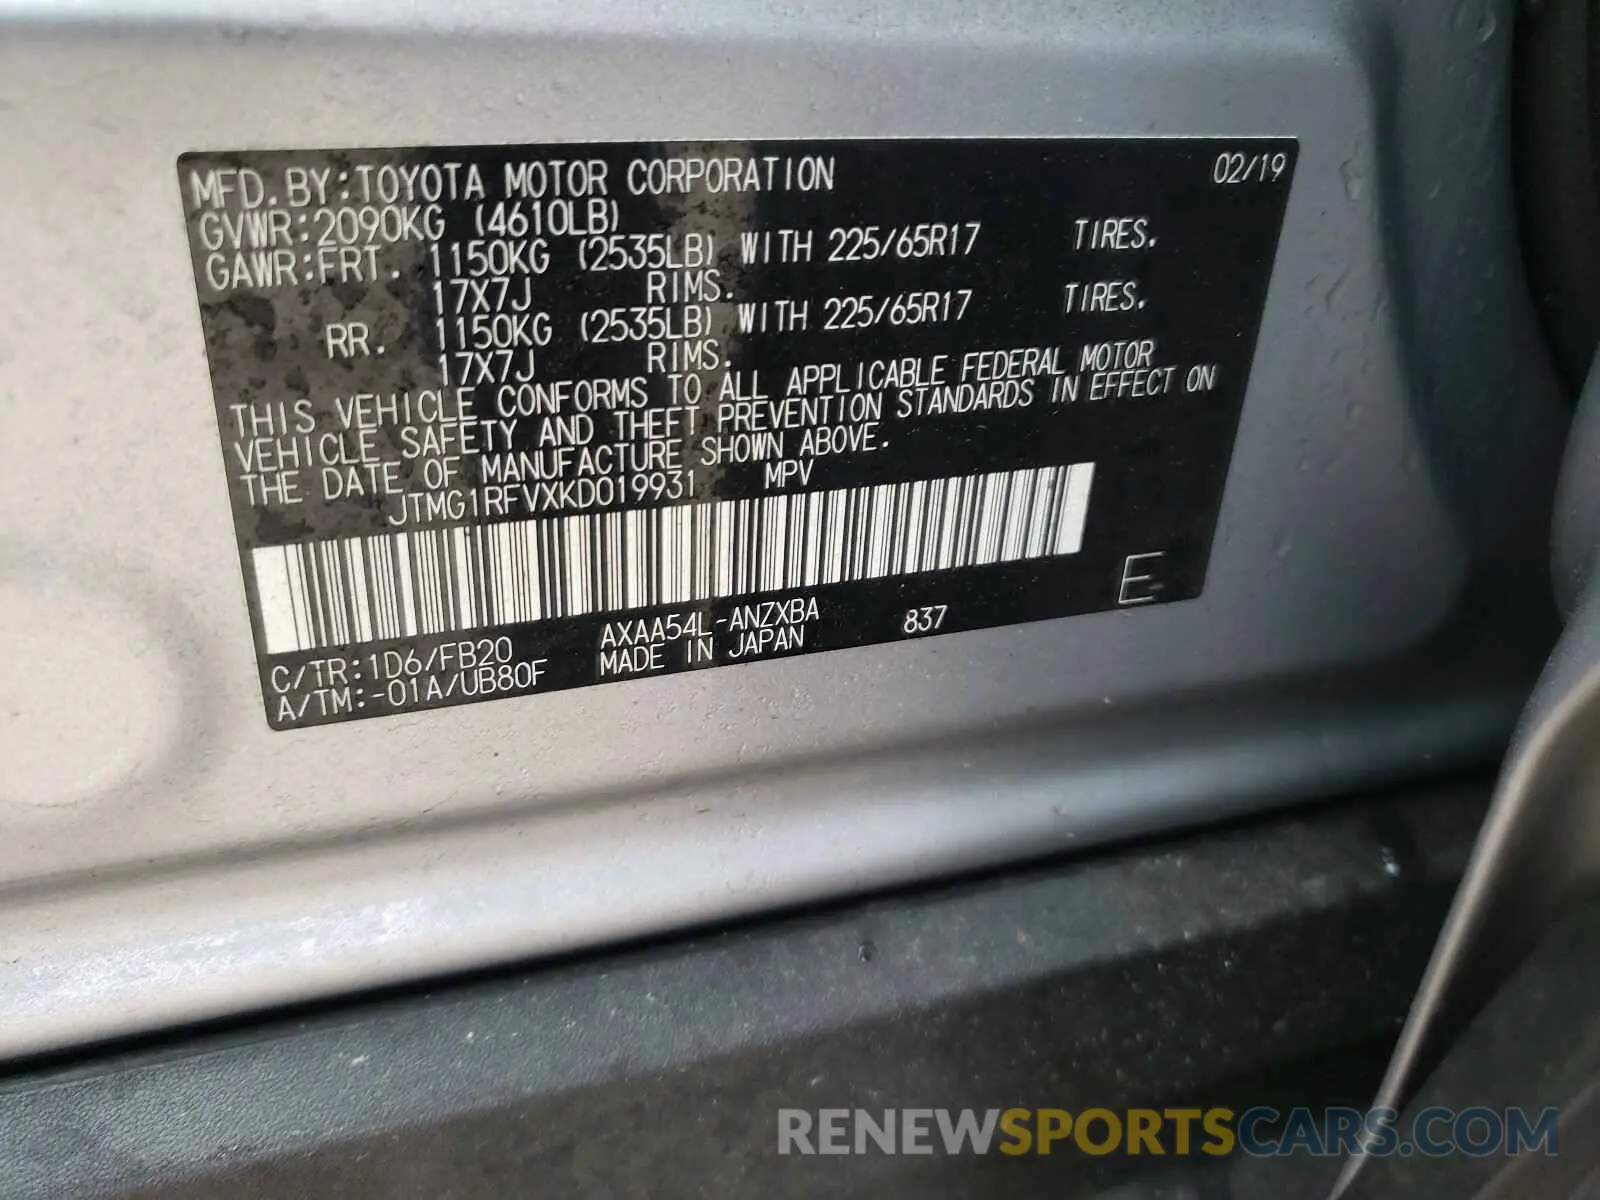 MFD.BY:TOYOTA MOTOR CORPORATION 02/19
GVWR:2090KG (4610LB)
GAWR:FRT. 1150KG (2535LB) WITH 225/65R17 TIRES.
17X7J RIMS.
RR. 1150KG (2535LB) WITH 225/65R17 TIRES.
17X7J RIMS.
THIS VEHICLE CONFORMS TO ALL APPLICABLE FEDERAL MOTOR
VEHICLE SAFETY AND THEFT PREVENTION STANDARDS IN EFFECT ON
THE DATE OF MANUFACTURE SHOWN ABOVE.
JTMG1RFVXKD019931 MPV
E
C/TR:1D6/FB20 AXAA54L-ANZXBA 837
A/TM:-01A/UB80F MADE IN JAPAN
RENEWSPORTSCARS.COM